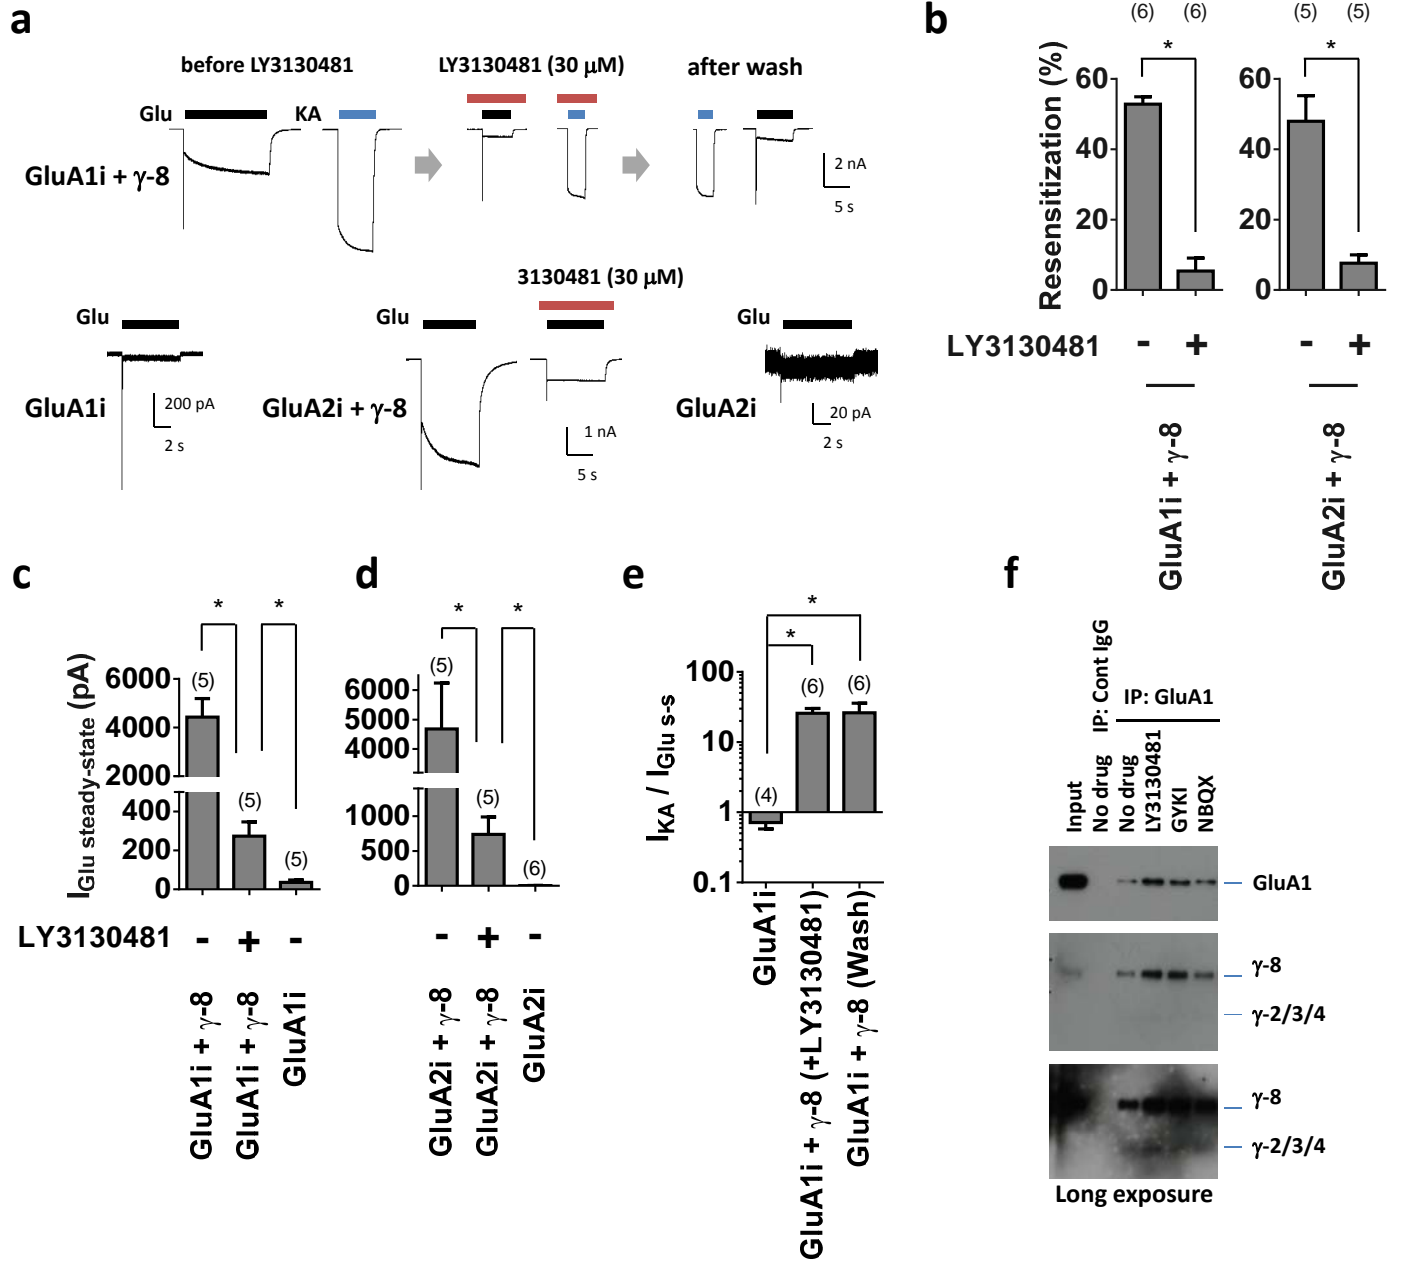 a
before LY3130481
LY3130481 (30 μM)
after wash
Glu
KA
GluA1i + γ-8
2 nA
5 s
3130481 (30 μM)
Glu
Glu
Glu
GluA1i
200 pA
2 s
GluA2i + γ-8
1 nA
5 s
GluA2i
20 pA
2 s
b
(6)
(6)
(5)
(5)
*
*
Resensitization (%)
60
40
20
0
60
40
20
0
LY3130481
-
+
-
+
GluA1i + γ-8
GluA2i + γ-8
c
*
*
I Glu steady-state (pA)
6000
4000
2000
400
200
0
(5)
(5)
(5)
LY3130481
-
+
-
GluA1i + γ-8
GluA1i + γ-8
GluA1i
d
*
*
6000
5000
4000
1000
500
0
(5)
(5)
(6)
-
+
-
GluA2i + γ-8
GluA2i + γ-8
GluA2i
e
*
*
IKA / IGlu s-s
100
10
1
0.1
(4)
(6)
(6)
GluA1i
GluA1i + γ-8 (+LY3130481)
GluA1i + γ-8 (Wash)
f
IP: Cont IgG
IP: GluA1
Input
No drug
No drug
LY3130481
GYKI
NBQX
GluA1
γ-8
γ-2/3/4
γ-8
γ-2/3/4
Long exposure